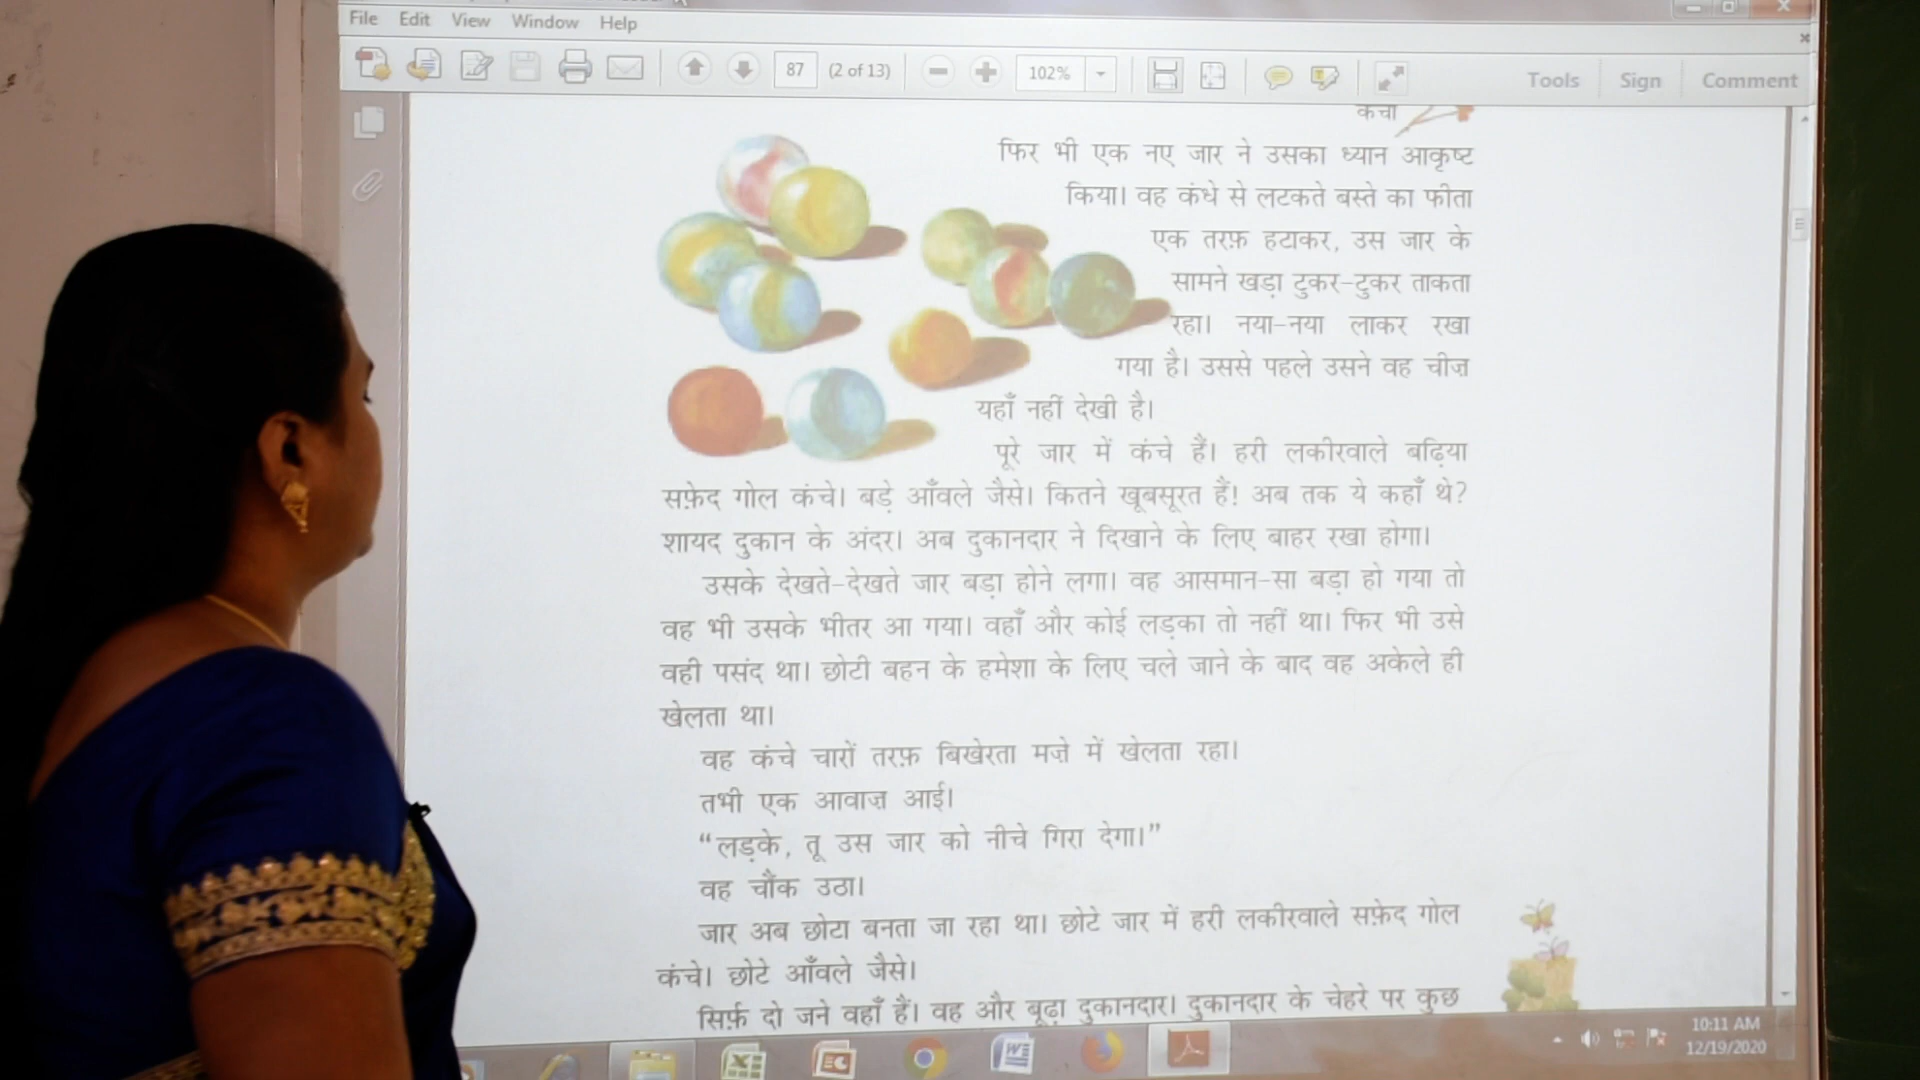 File Edit View Window Help
87 (2 of 13) 102% Tools Sign Comment
कंचा
फिर भी एक नए जार ने उसका ध्यान आकृष्ट
किया। वह कंधे से लटकते बस्ते का फीता
एक तरफ़ हटाकर, उस जार के
सामने खड़ा टुकर-टुकर ताकता
रहा। नया-नया लाकर रखा
गया है। उससे पहले उसने वह चीज़
यहाँ नहीं देखी है।
पूरे जार में कंचे हैं। हरी लकीरवाले बढ़िया
सफ़ेद गोल कंचे। बड़े आँवले जैसे। कितने खूबसूरत हैं! अब तक ये कहाँ थे?
शायद दुकान के अंदर। अब दुकानदार ने दिखाने के लिए बाहर रखा होगा।
उसके देखते-देखते जार बड़ा होने लगा। वह आसमान-सा बड़ा हो गया तो
वह भी उसके भीतर आ गया। वहाँ और कोई लड़का तो नहीं था। फिर भी उसे
वही पसंद था। छोटी बहन के हमेशा के लिए चले जाने के बाद वह अकेले ही
खेलता था।
वह कंचे चारों तरफ़ बिखेरता मज़े में खेलता रहा।
तभी एक आवाज़ आई।
“लड़के, तू उस जार को नीचे गिरा देगा।”
वह चौंक उठा।
जार अब छोटा बनता जा रहा था। छोटे जार में हरी लकीरवाले सफ़ेद गोल
कंचे। छोटे आँवले जैसे।
सिर्फ़ दो जने वहाँ हैं। वह और बूढ़ा दुकानदार। दुकानदार के चेहरे पर कुछ
10:11 AM
12/19/2020